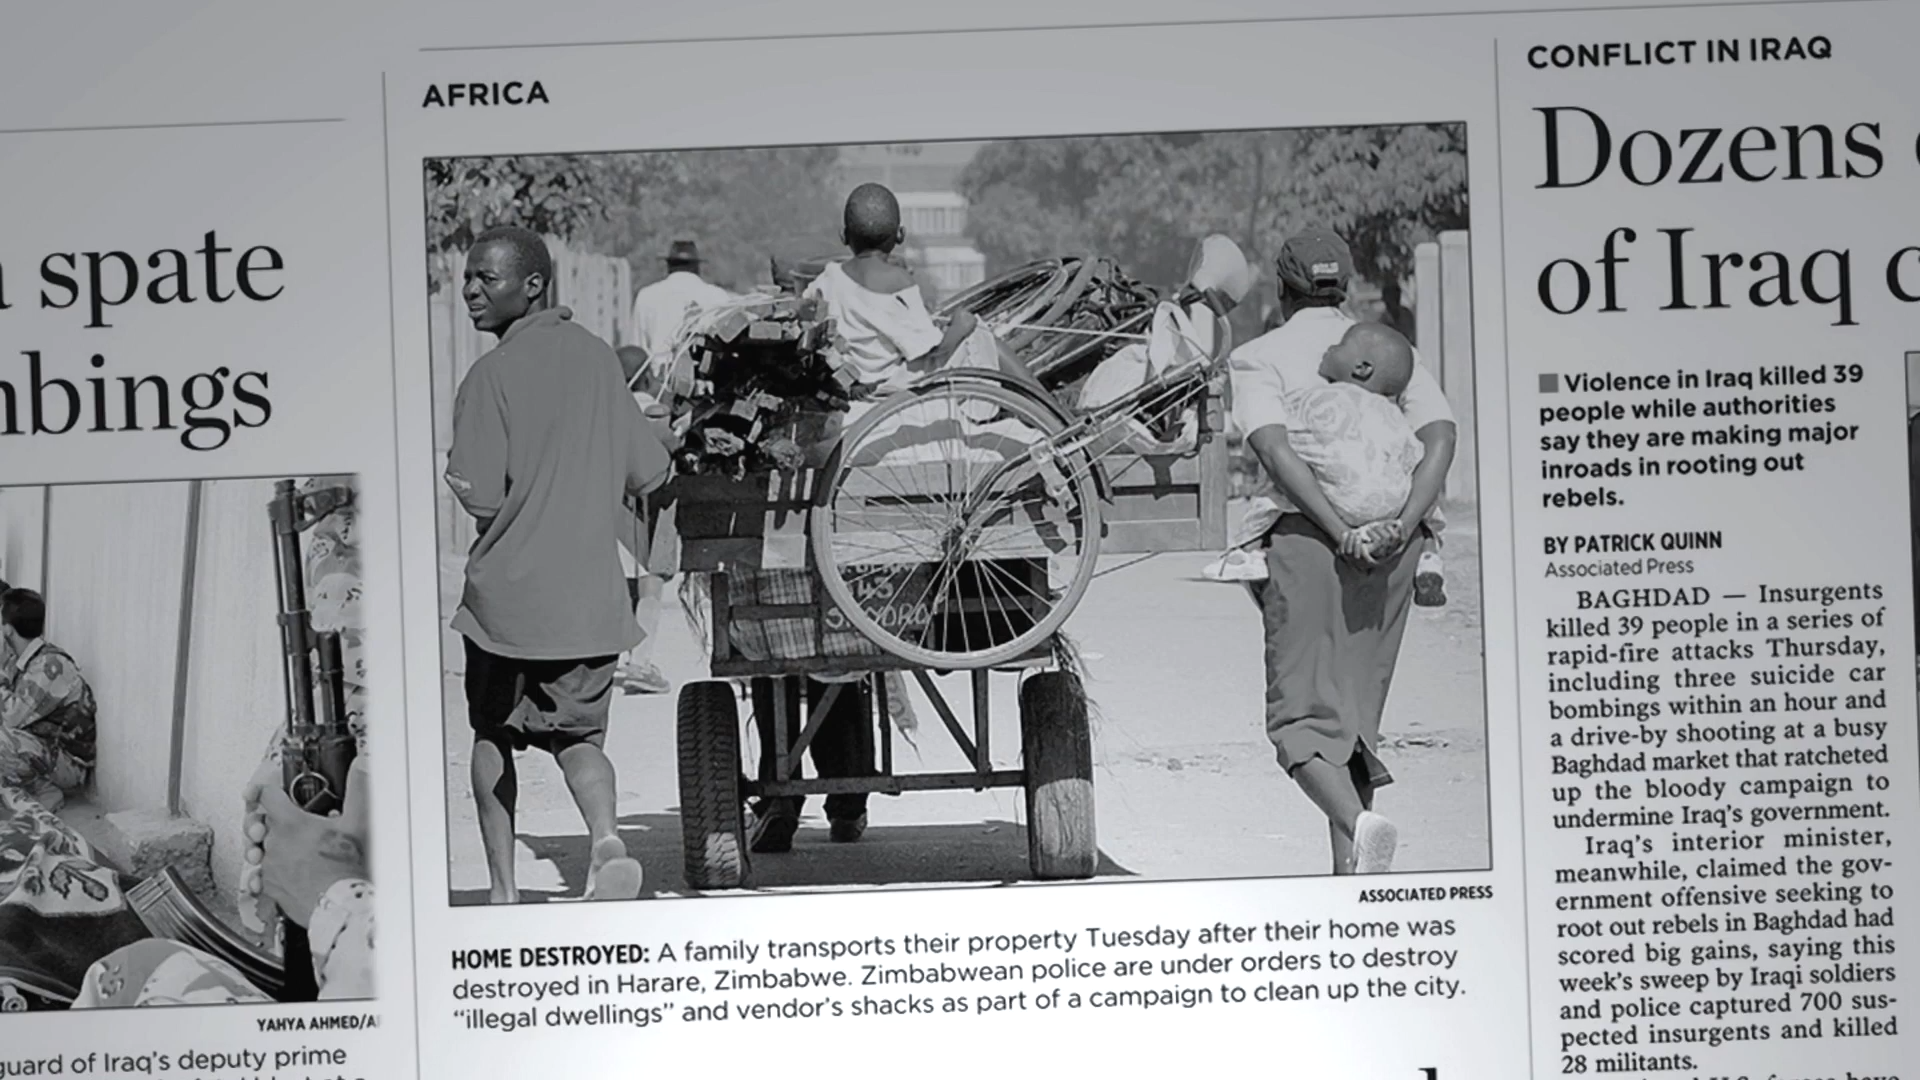 spate
AFRICA
ASSOCIATED PRESS
HOME DESTROYED: A family transports their property Tuesday after their home was
destroyed in Harare, Zimbabwe. Zimbabwean police are under orders to destroy
“illegal dwellings” and vendor’s shacks as part of a campaign to clean up the city.
YAHYA AHMED/
of Iraq’s deputy prime
CONFLICT IN IRAQ
Dozens
of Iraq
Violence in Iraq killed 39
people while authorities
say they are making major
inroads in rooting out
rebels.
BY PATRICK QUINN
Associated Press
BAGHDAD — Insurgents
killed 39 people in a series of
rapid-fire attacks Thursday,
including three suicide car
bombings within an hour and
a drive-by shooting at a busy
Baghdad market that ratcheted
up the bloody campaign to
undermine Iraq’s government.
Iraq’s interior minister,
meanwhile, claimed the gov-
ernment offensive seeking to
root out rebels in Baghdad had
scored big gains, saying this
week’s sweep by Iraqi soldiers
and police captured 700 sus-
pected insurgents and killed
28 militants.